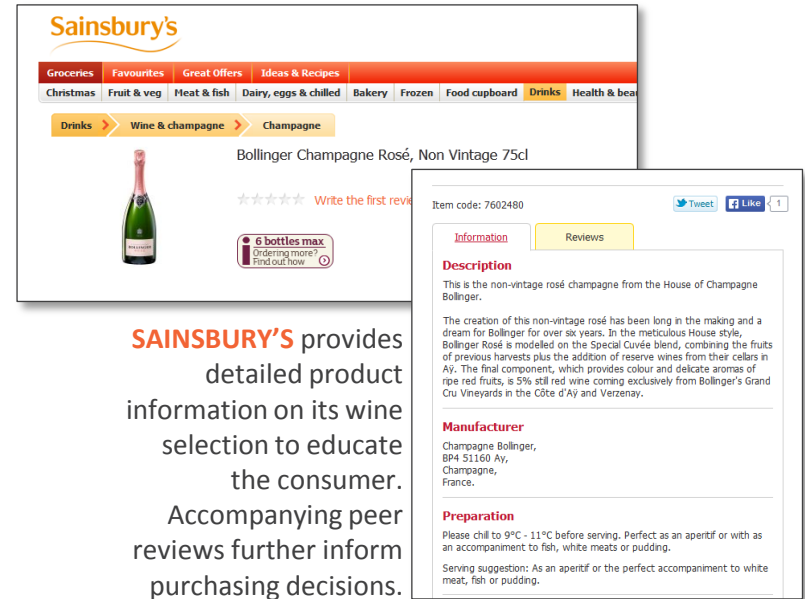 Sainsbury's
Groceries Favourites Great Offers Ideas & Recipes
Christmas Fruit & veg Meat & fish Dairy, eggs & chilled Bakery Frozen Food cupboard Drinks Health & beau
Drinks Wine & champagne Champagne
Bollinger Champagne Rosé, Non Vintage 75cl
Write the first revie
6 bottles max
Ordering more?
Find out how
Item code: 7602480
Tweet Like 1
Information Reviews
Description
This is the non-vintage rosé champagne from the House of Champagne
Bollinger.
The creation of this non-vintage rosé has been long in the making and a
dream for Bollinger for over six years. In the meticulous House style,
Bollinger Rosé is modelled on the Special Cuvée blend, combining the fruits
of previous harvests plus the addition of reserve wines from their cellars in
Aÿ. The final component, which provides colour and delicate aromas of
ripe red fruits, is 5% still red wine coming exclusively from Bollinger's Grand
Cru Vineyards in the Côte d'Aÿ and Verzenay.
Manufacturer
Champagne Bollinger,
BP4 51160 Ay,
Champagne,
France.
Preparation
Please chill to 9°C - 11°C before serving. Perfect as an aperitif or with as
an accompaniment to fish, white meats or pudding.
Serving suggestion: As an aperitif or the perfect accompaniment to white
meat, fish or pudding.
SAINSBURY'S provides
detailed product
information on its wine
selection to educate
the consumer.
Accompanying peer
reviews further inform
purchasing decisions.